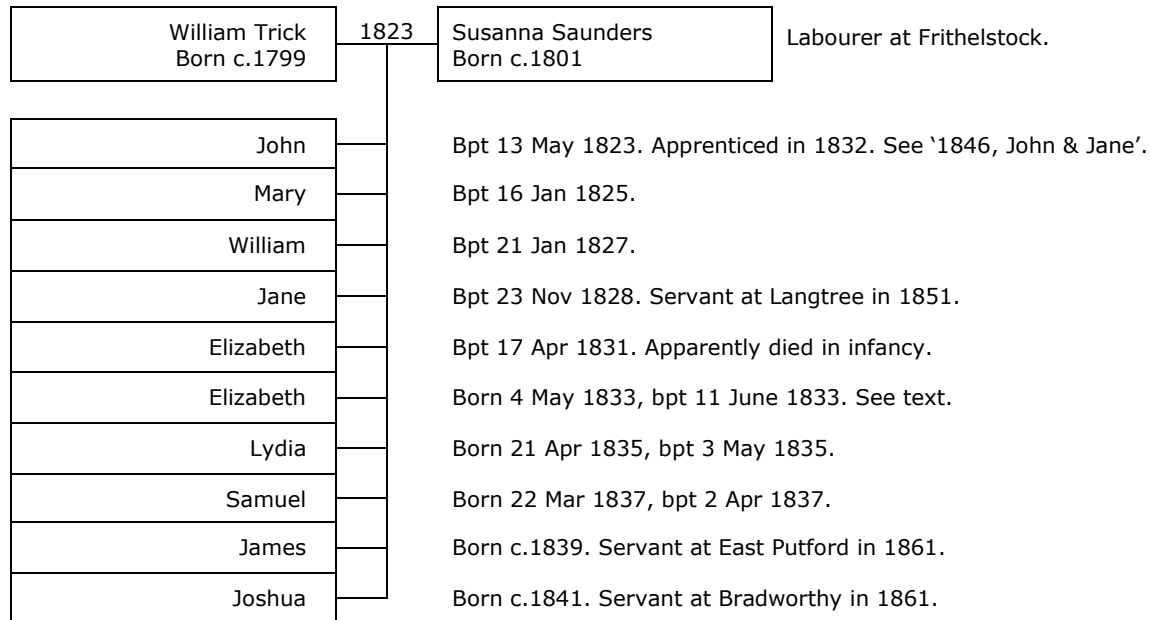 William Trick 1823 Susanna Saunders
Born c.1799 Born c.1801 Labourer at Frithelstock.
John Bpt 13 May 1823. Apprenticed in 1832. See ‘1846, John & Jane’.
Mary Bpt 16 Jan 1825.
William Bpt 21 Jan 1827.
Jane Bpt 23 Nov 1828. Servant at Langtree in 1851.
Elizabeth Bpt 17 Apr 1831. Apparently died in infancy.
Elizabeth Born 4 May 1833, bpt 11 June 1833. See text.
Lydia Born 21 Apr 1835, bpt 3 May 1835.
Samuel Born 22 Mar 1837, bpt 2 Apr 1837.
James Born c.1839. Servant at East Putford in 1861.
Joshua Born c.1841. Servant at Bradworthy in 1861.